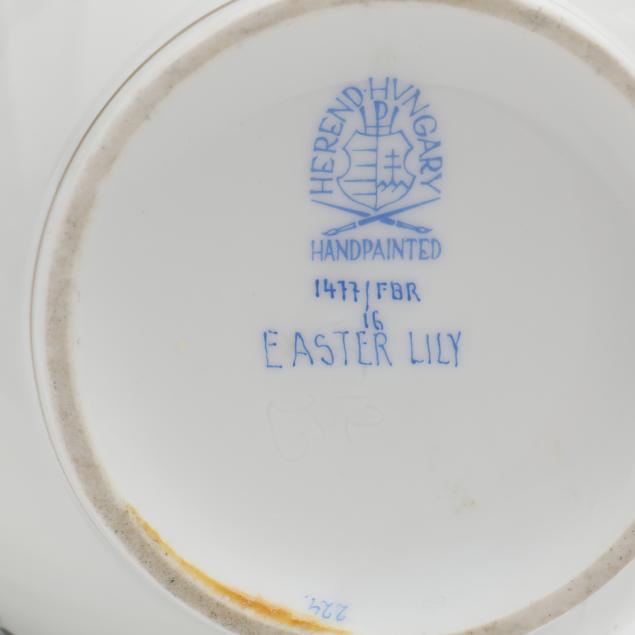 HEREND·HUNGARY
HANDPAINTED
1477/FBR
16
EASTER LILY
224.